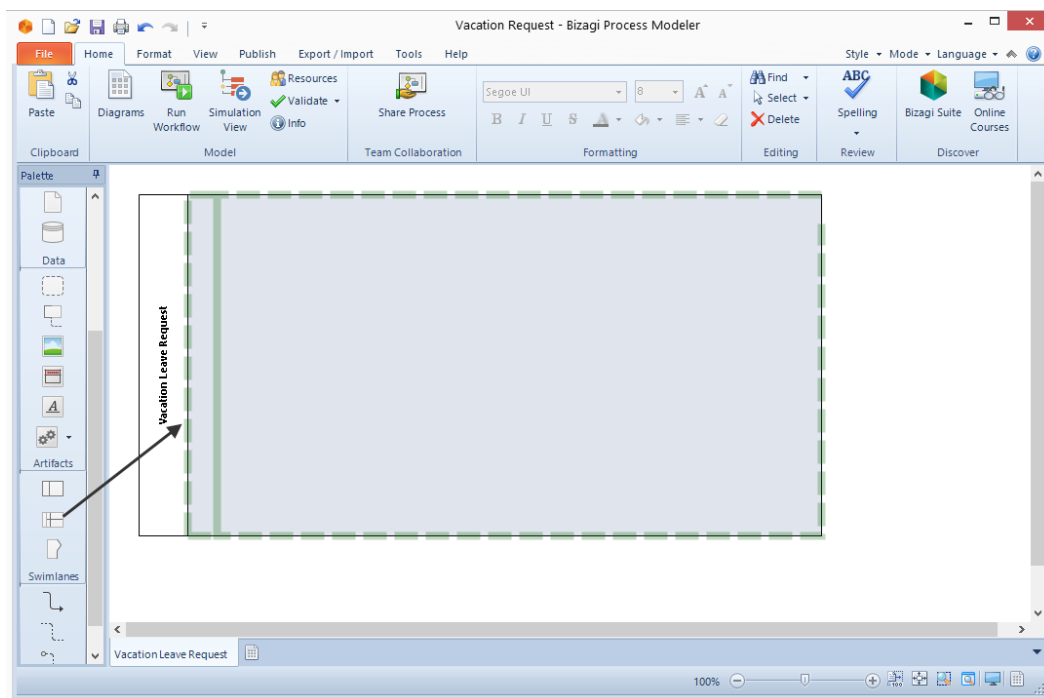 Vacation Request - Bizagi Process Modeler
File Home Format View Publish Export / Import Tools Help Style Mode Language
Paste
Clipboard
Diagrams
Run Workflow
Simulation View
Resources
Validate
Info
Model
Share Process
Team Collaboration
Segoe UI 8 A A
B I U S A
Formatting
Find
Select
Delete
Editing
ABC
Spelling
Review
Bizagi Suite
Online Courses
Discover
Palette
Data
A
Artifacts
Swimlanes
Vacation Leave Request
Vacation Leave Request
100%